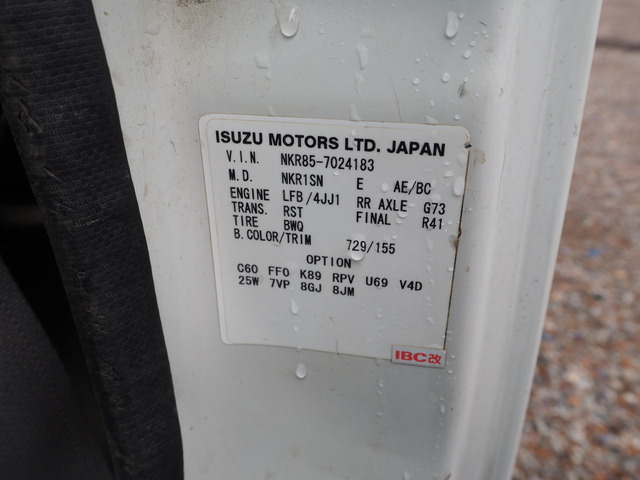 ISUZU MOTORS LTD. JAPAN
V.I.N. NKR85-7024183
M.D. NKR1SN E AE/BC
ENGINE LFB/4JJ1 RR AXLE G73
TRANS. RST FINAL R41
TIRE BWQ
B.COLOR/TRIM 729/155
OPTION
C60 FF0 K89 RPV U69 V4D
25W 7VP 8GJ 8JM
IBC改